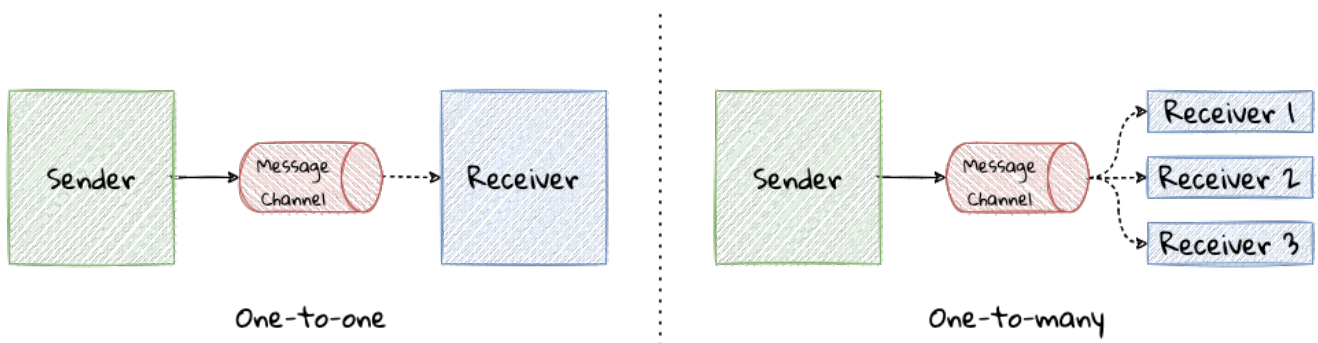 Sender
Message
Channel
Receiver
One-to-one
Sender
Message
Channel
Receiver 1
Receiver 2
Receiver 3
One-to-many